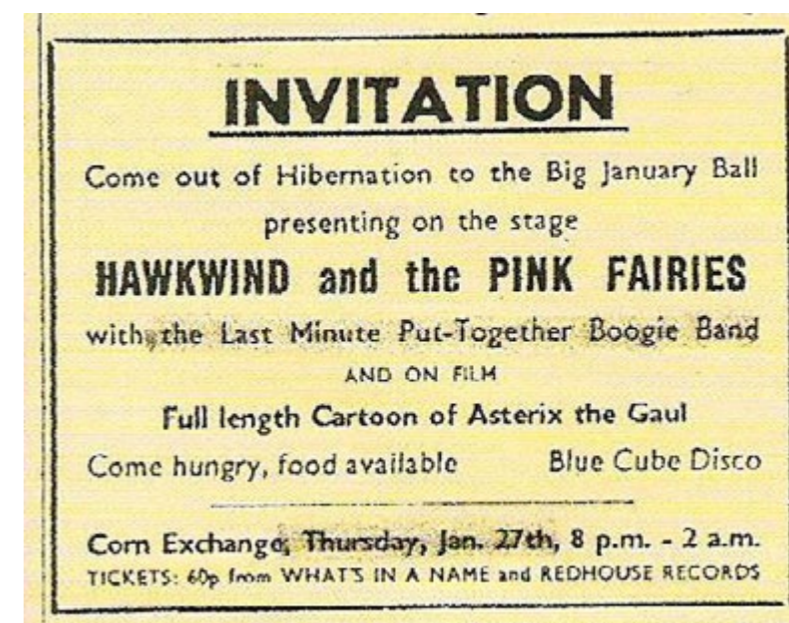 INVITATION
Come out of Hibernation to the Big January Ball
presenting on the stage
HAWKWIND and the PINK FAIRIES
with the Last Minute Put-Together Boogie Band
AND ON FILM
Full length Cartoon of Asterix the Gaul
Come hungry, food available Blue Cube Disco
Corn Exchange, Thursday, Jan. 27th, 8 p.m. - 2 a.m.
TICKETS: 60p from WHAT'S IN A NAME and REDHOUSE RECORDS